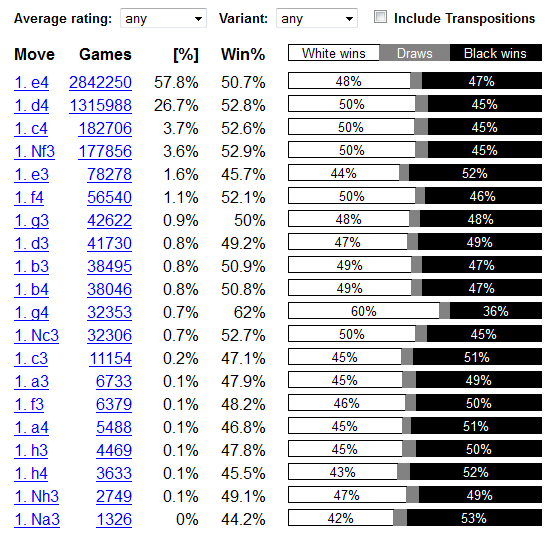 Average rating: any Variant: any Include Transpositions
Move Games [%] Win% White wins Draws Black wins
1. e4 2842250 57.8% 50.7% 48% 47%
1. d4 1315988 26.7% 52.8% 50% 45%
1. c4 182706 3.7% 52.6% 50% 45%
1. Nf3 177856 3.6% 52.9% 50% 45%
1. e3 78278 1.6% 45.7% 44% 52%
1. f4 56540 1.1% 52.1% 50% 46%
1. g3 42622 0.9% 50% 48% 48%
1. d3 41730 0.8% 49.2% 47% 49%
1. b3 38495 0.8% 50.9% 49% 47%
1. b4 38046 0.8% 50.8% 49% 47%
1. g4 32353 0.7% 62% 60% 36%
1. Nc3 32306 0.7% 52.7% 50% 45%
1. c3 11154 0.2% 47.1% 45% 51%
1. a3 6733 0.1% 47.9% 45% 49%
1. f3 6379 0.1% 48.2% 46% 50%
1. a4 5488 0.1% 46.8% 45% 51%
1. h3 4469 0.1% 47.8% 45% 50%
1. h4 3633 0.1% 45.5% 43% 52%
1. Nh3 2749 0.1% 49.1% 47% 49%
1. Na3 1326 0% 44.2% 42% 53%